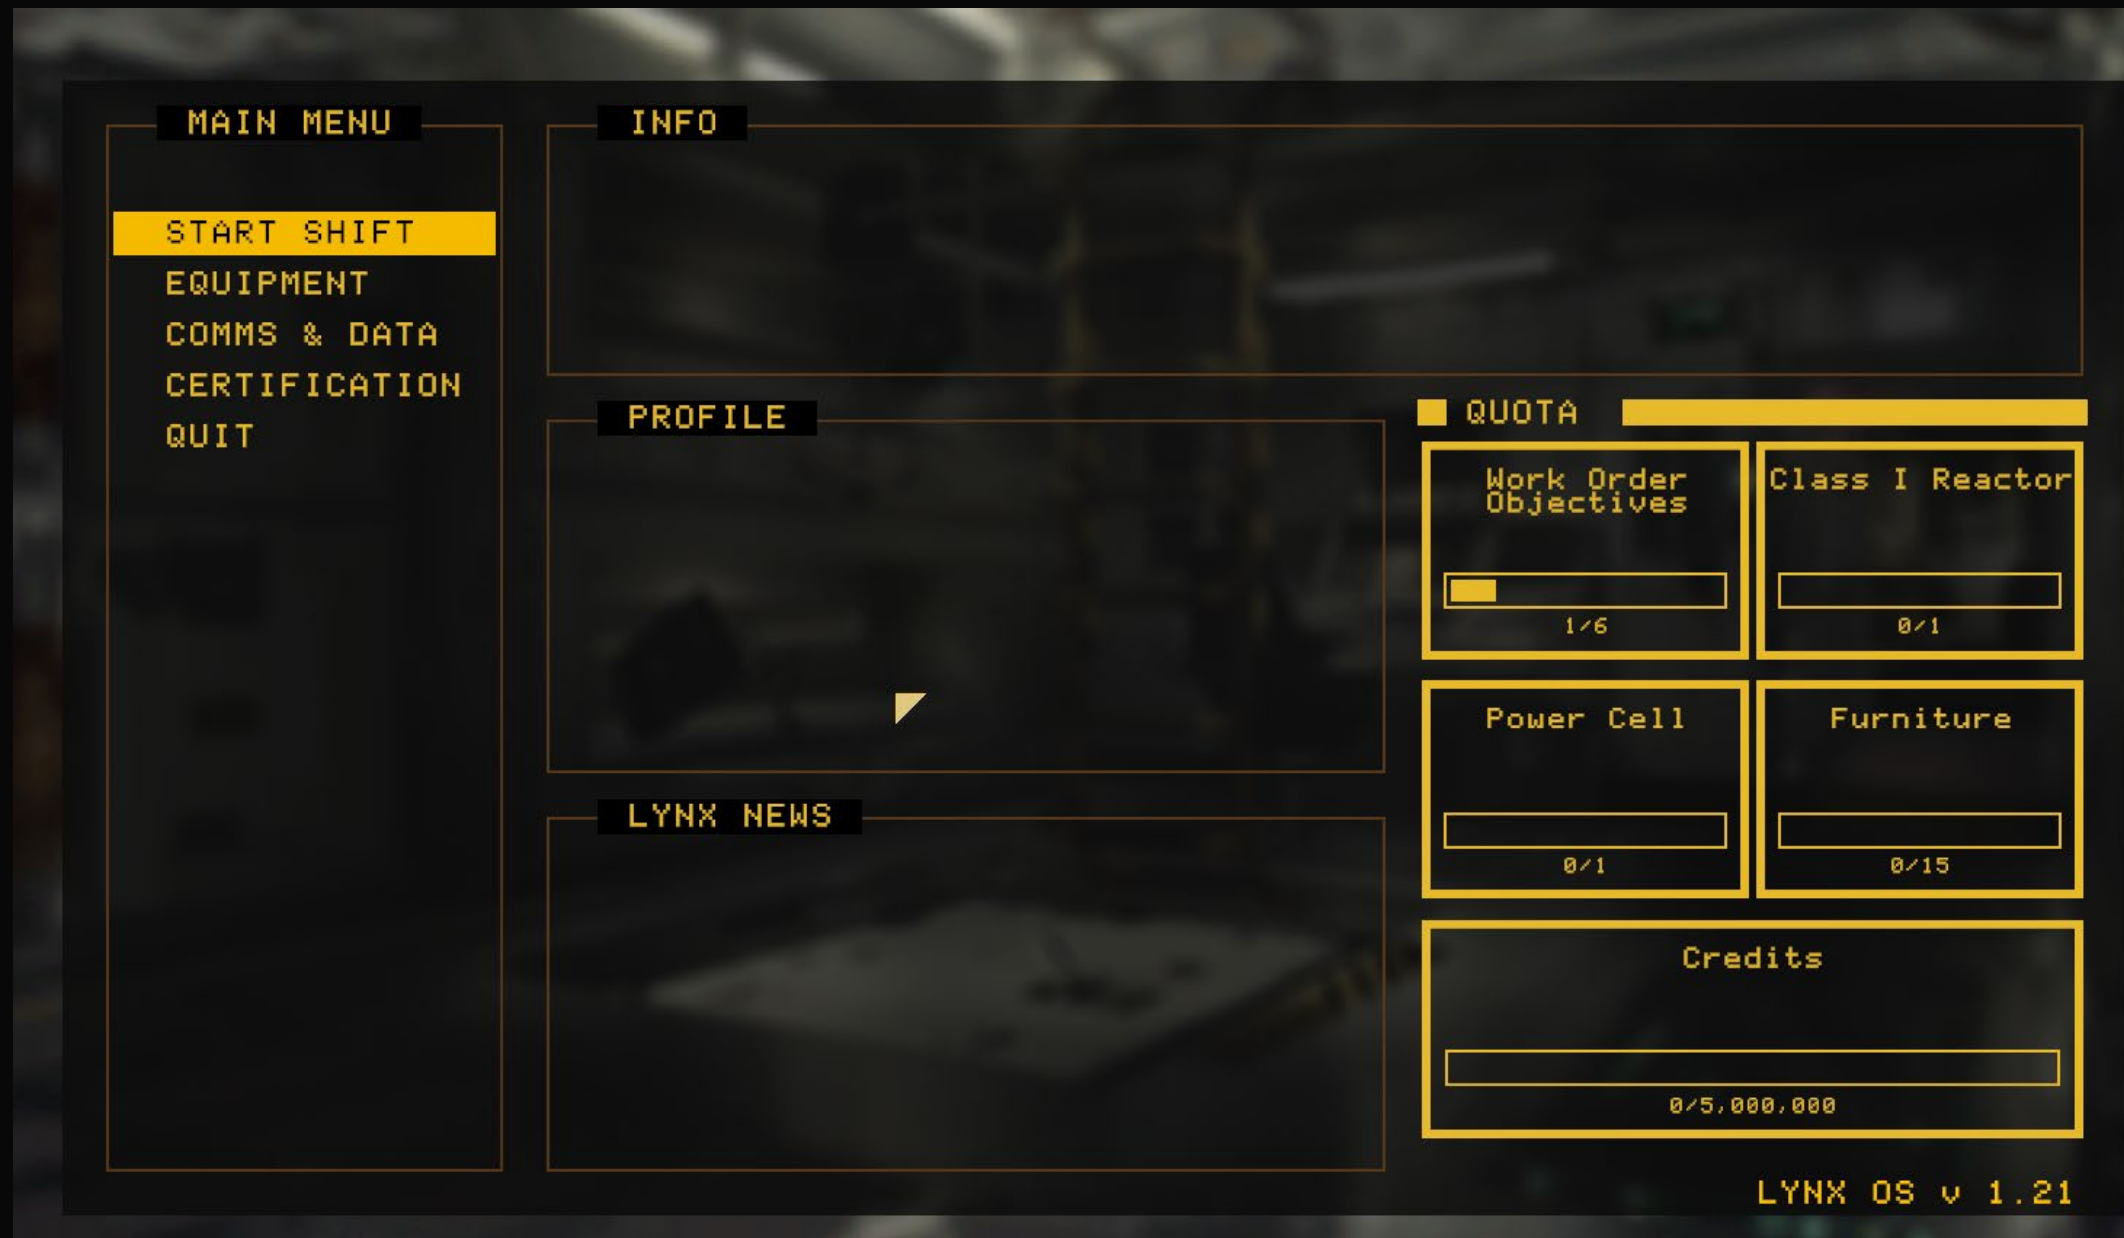 MAIN MENU
START SHIFT
EQUIPMENT
COMMS & DATA
CERTIFICATION
QUIT
INFO
PROFILE
LYNX NEWS
QUOTA
Work Order
Objectives
1/6
Class I Reactor
0/1
Power Cell
0/1
Furniture
0/15
Credits
0/5,000,000
LYNX OS v 1.21